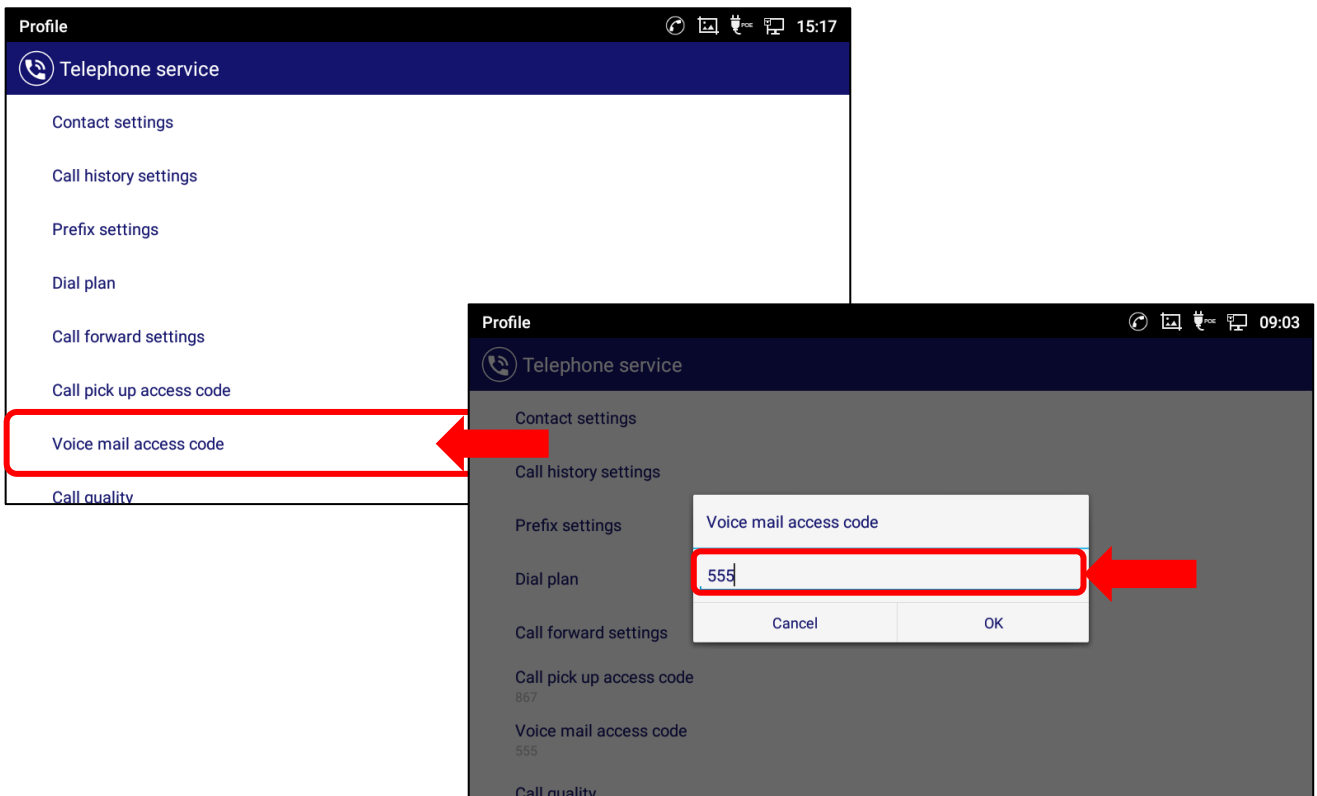 Profile
15:17
Telephone service
Contact settings
Call history settings
Prefix settings
Dial plan
Call forward settings
Call pick up access code
Voice mail access code
Call quality
Profile
POE
09:03
Telephone service
Contact settings
Call history settings
Prefix settings
Dial plan
Call forward settings
Call pick up access code
867
Voice mail access code
555
Call quality
Voice mail access code
555
Cancel OK